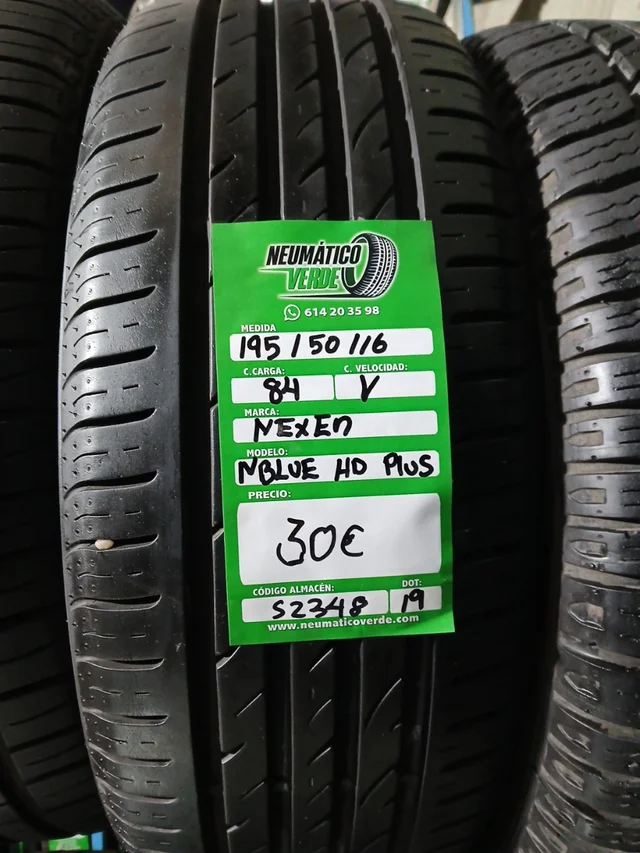 NEUMÁTICO
VERDE
614 20 35 98
MEDIDA
195 / 50 / 16
C.CARGA: C. VELOCIDAD:
84 V
MARCA:
NEXEN
MODELO:
NBLUE HD PlUS
PRECIO:
30€
CÓDIGO ALMACÉN: DOT:
S2348 19
www.neumaticoverde.com